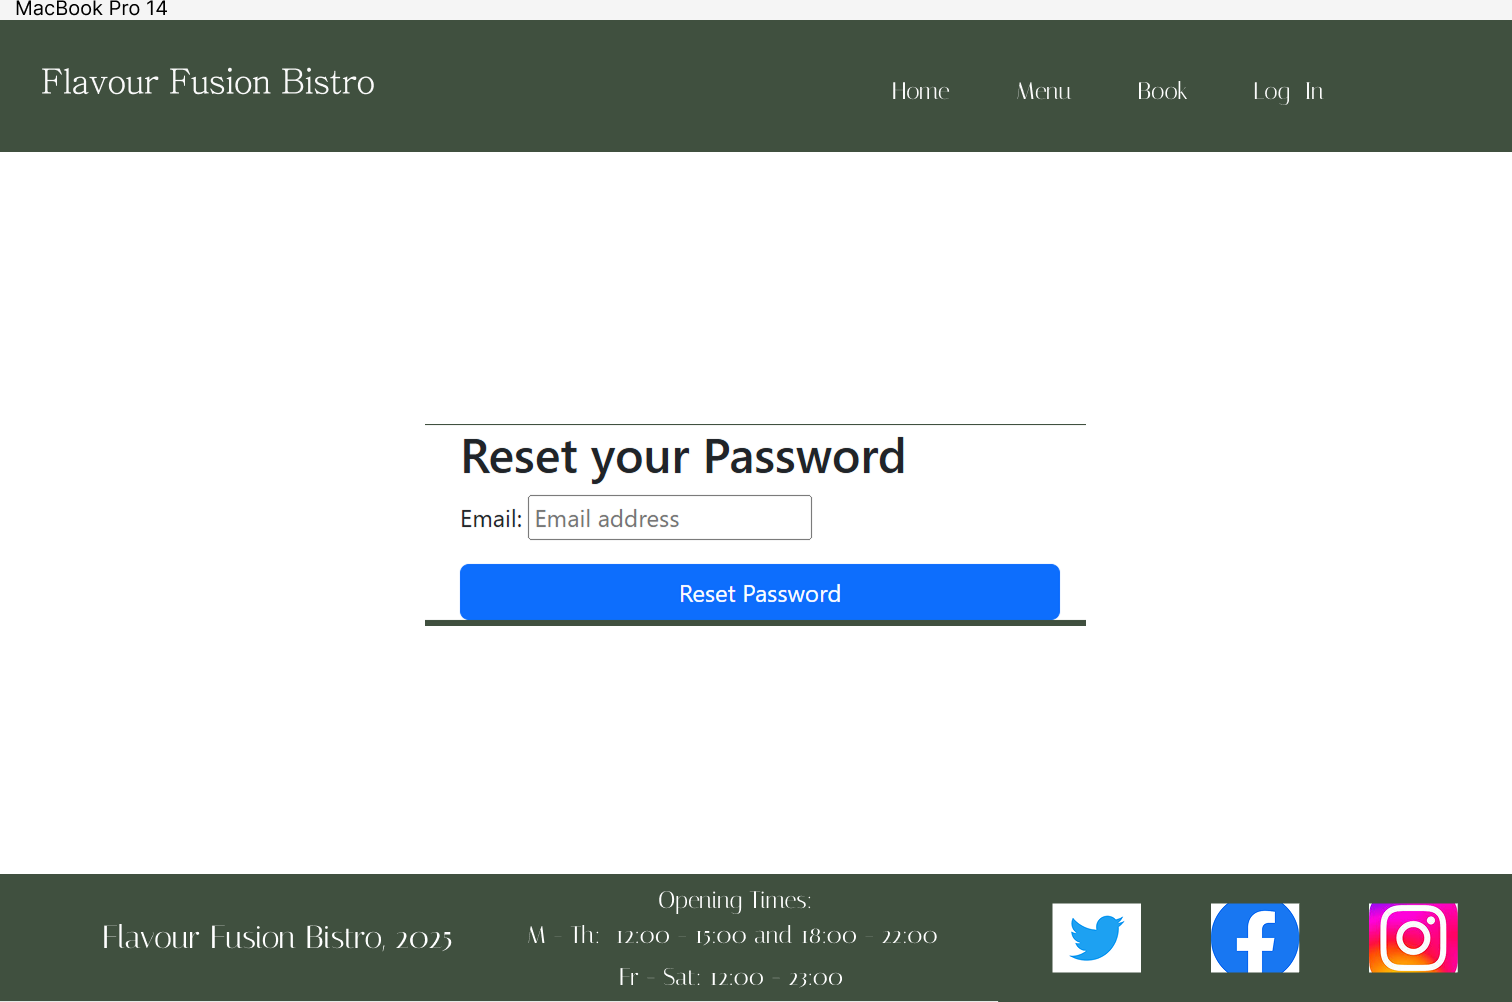 MacBook Pro 14
Flavour Fusion Bistro
Home Menu Book Log In
Reset your Password
Email: Email address
Reset Password
Opening Times:
Flavour Fusion Bistro, 2025
M - Th: 12:00 - 15:00 and 18:00 - 22:00
Fr - Sat: 12:00 - 23:00